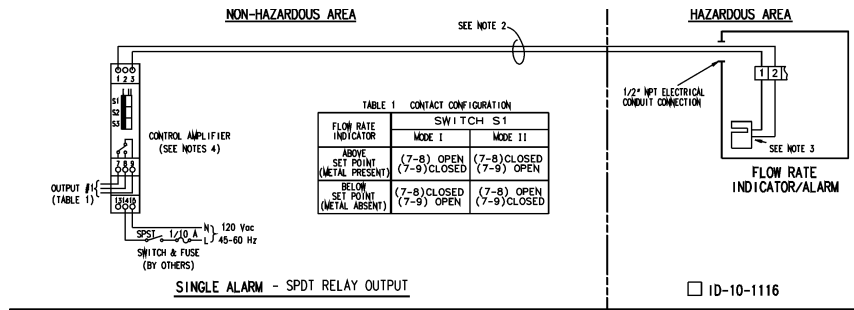 NON-HAZARDOUS AREA
HAZARDOUS AREA
SEE NOTE 2
1 2 3
S1
S2
S3
CONTROL AMPLIFIER
(SEE NOTES 4)
7 8 9
OUTPUT #1
(TABLE 1)
13 14 15
N
120 Vac
SPST
1/10 A
L
45-60 Hz
SWITCH & FUSE
(BY OTHERS)
TABLE 1 CONTACT CONFIGURATION
FLOW RATE
INDICATOR
SWITCH S1
MODE I
MODE II
ABOVE
SET POINT
(METAL PRESENT)
(7-8) OPEN
(7-9) CLOSED
(7-8) CLOSED
(7-9) OPEN
BELOW
SET POINT
(METAL ABSENT)
(7-8) CLOSED
(7-9) OPEN
(7-8) OPEN
(7-9) CLOSED
1/2" NPT ELECTRICAL
CONDUIT CONNECTION
1 2
SEE NOTE 3
FLOW RATE
INDICATOR/ALARM
SINGLE ALARM - SPDT RELAY OUTPUT
ID-10-1116